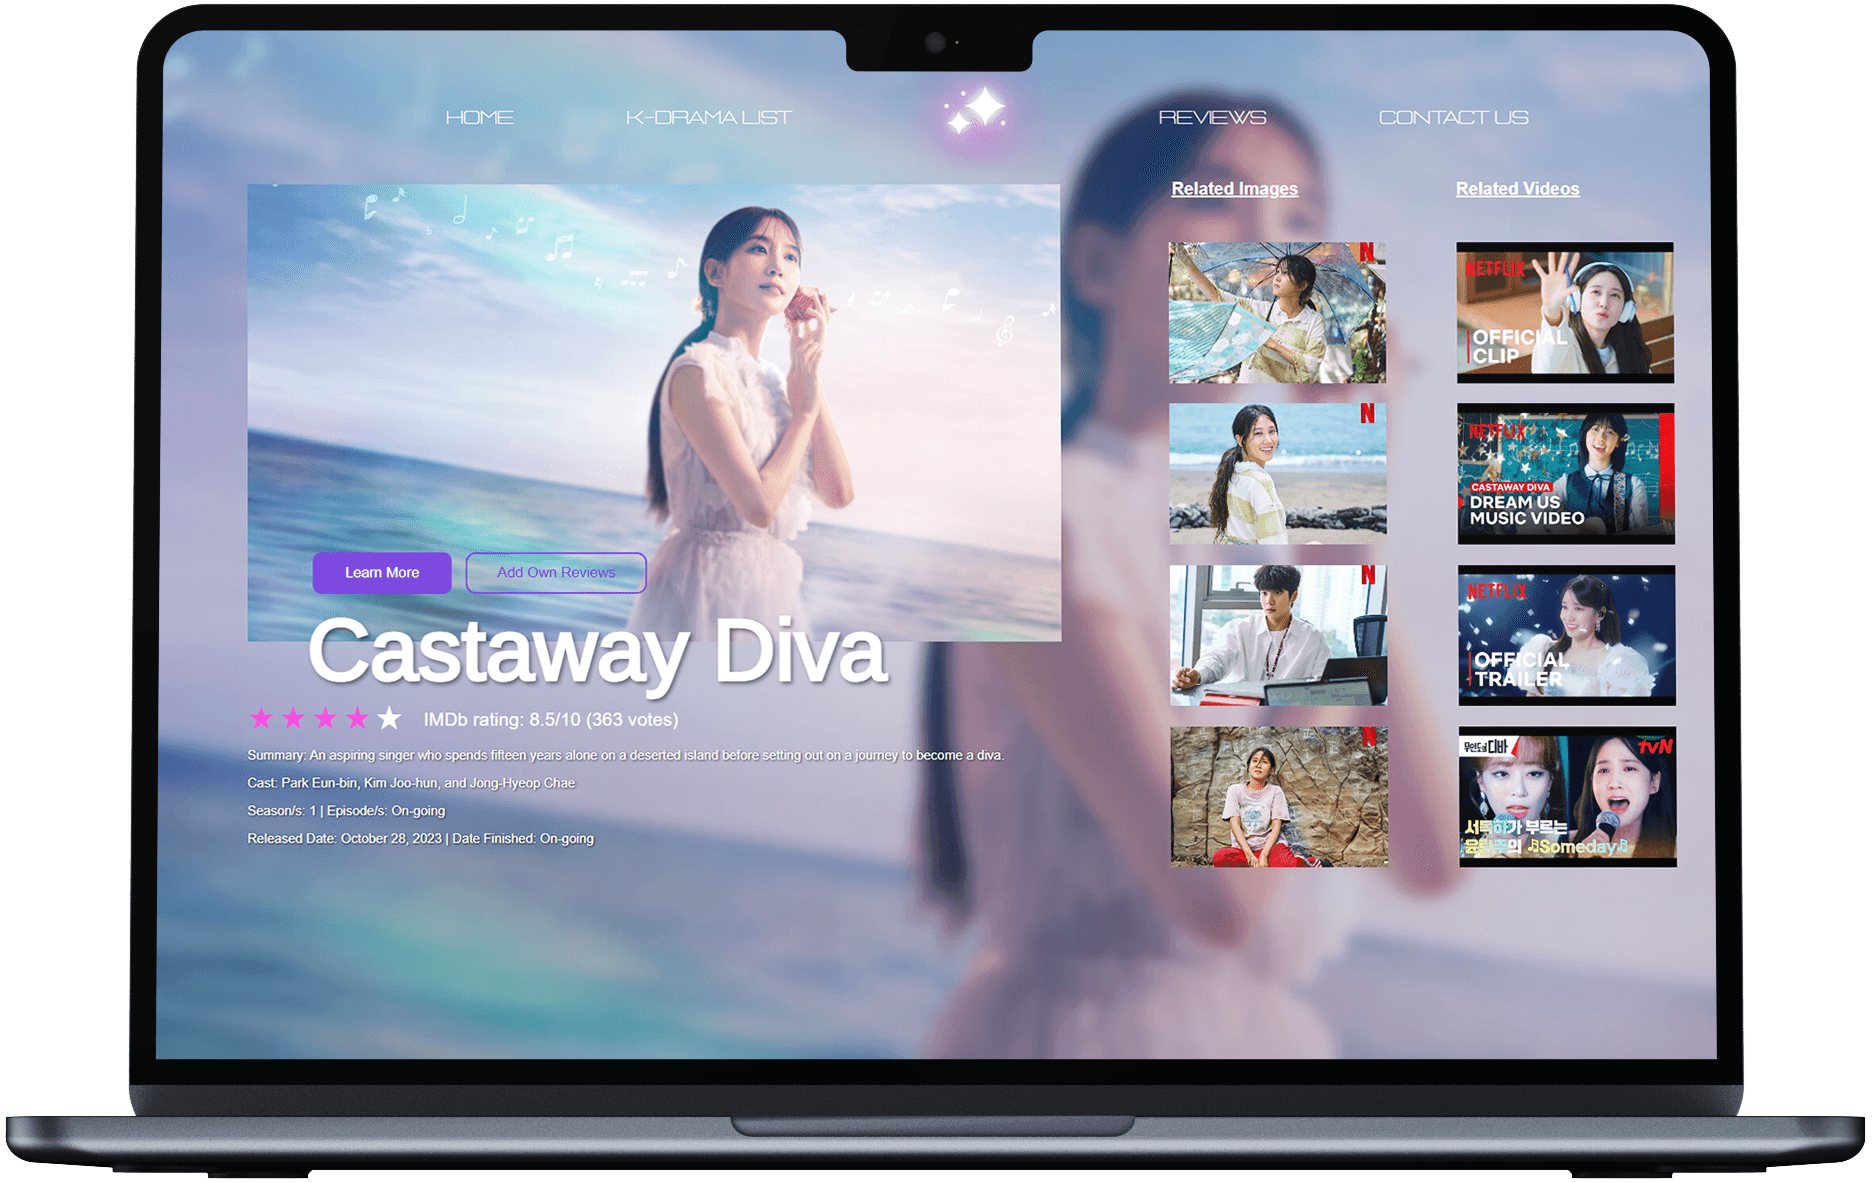 HOME
K-DRAMA LIST
REVIEWS
CONTACT US
Learn More
Add Own Reviews
Castaway Diva
IMDb rating: 8.5/10 (363 votes)
Summary: An aspiring singer who spends fifteen years alone on a deserted island before setting out on a journey to become a diva.
Cast: Park Eun-bin, Kim Joo-hun, and Jong-Hyeop Chae
Season/s: 1 | Episode/s: On-going
Released Date: October 28, 2023 | Date Finished: On-going
Related Images
N
N
N
N
Related Videos
NETFLIX
OFFICIAL
CLIP
NETFLIX
CASTAWAY DIVA
DREAM US
MUSIC VIDEO
NETFLIX
OFFICIAL
TRAILER
무인도의 디바
tvN
서목하가 부르는
윤란주의 ♫Someday♫